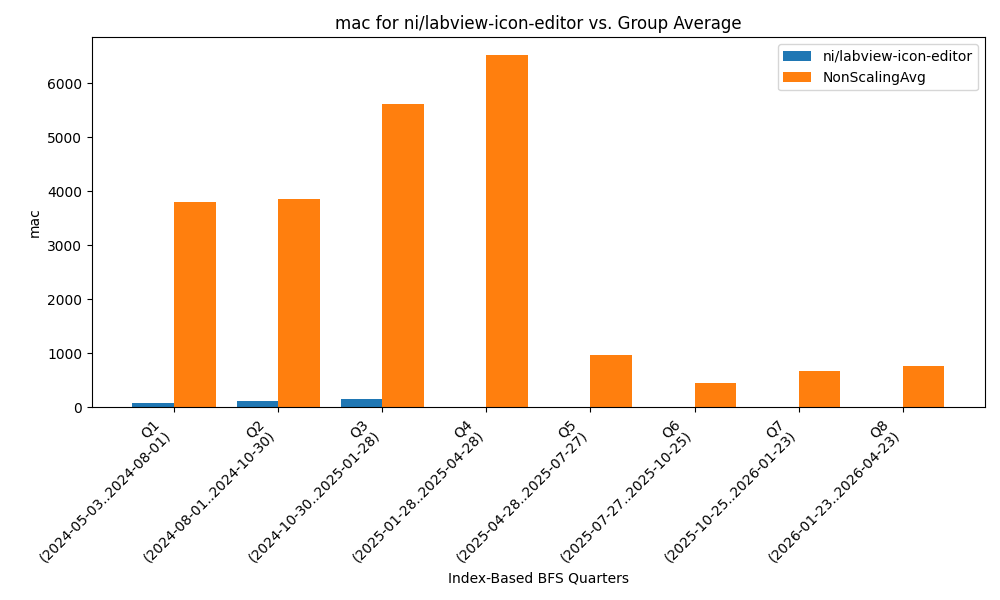 mac for ni/labview-icon-editor vs. Group Average
ni/labview-icon-editor
NonScalingAvg
mac
6000
5000
4000
3000
2000
1000
0
Q1
(2024-05-03..2024-08-01)
Q2
(2024-08-01..2024-10-30)
Q3
(2024-10-30..2025-01-28)
Q4
(2025-01-28..2025-04-28)
Q5
(2025-04-28..2025-07-27)
Q6
(2025-07-27..2025-10-25)
Q7
(2025-10-25..2026-01-23)
Q8
(2026-01-23..2026-04-23)
Index-Based BFS Quarters